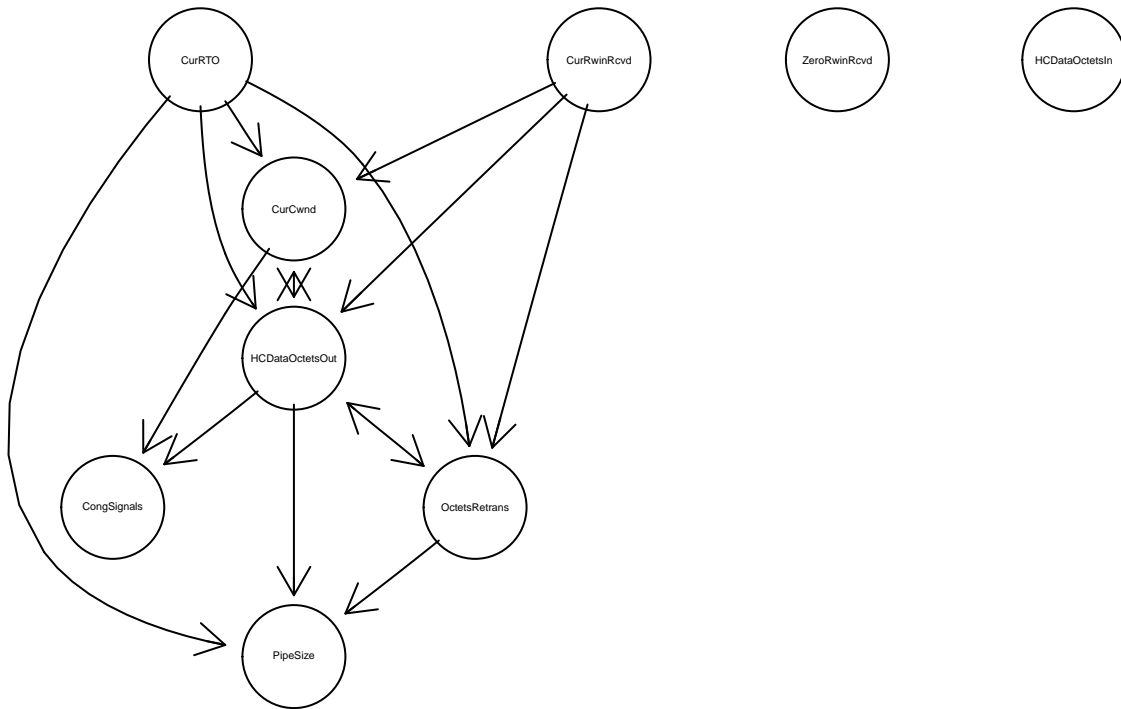 CurRTO
CurRwinRcvd
ZeroRwinRcvd
HCDataOctetsIn
CurCwnd
HCDataOctetsOut
CongSignals
OctetsRetrans
PipeSize